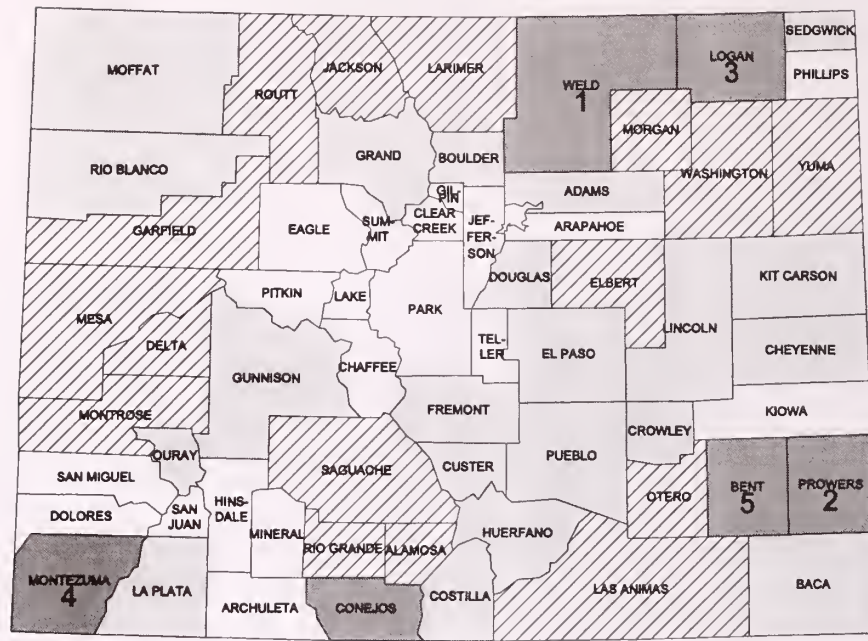 SEDGWICK
MOFFAT
ROUTT
JACKSON
LARIMER
WELD
1
LOGAN
3
PHILLIPS
RIO BLANCO
GRAND
BOULDER
MORGAN
WASHINGTON
YUMA
GARFIELD
EAGLE
SUM-
MIT
GIL-
PIN
CLEAR
CREEK
JEF-
FER-
SON
ADAMS
ARAPAHOE
MESA
PITKIN
LAKE
PARK
DOUGLAS
ELBERT
LINCOLN
KIT CARSON
DELTA
GUNNISON
CHAFFEE
TEL-
LER
EL PASO
CHEYENNE
MONTROSE
OURAY
FREMONT
CROWLEY
KIOWA
SAN MIGUEL
SAGUACHE
CUSTER
PUEBLO
OTERO
BENT
5
PROWERS
2
DOLORES
SAN
JUAN
HINS-
DALE
MINERAL
RIO GRANDE
ALAMOSA
HUERFANO
MONTEZUMA
4
LA PLATA
ARCHULETA
CONEJOS
COSTILLA
LAS ANIMAS
BACA